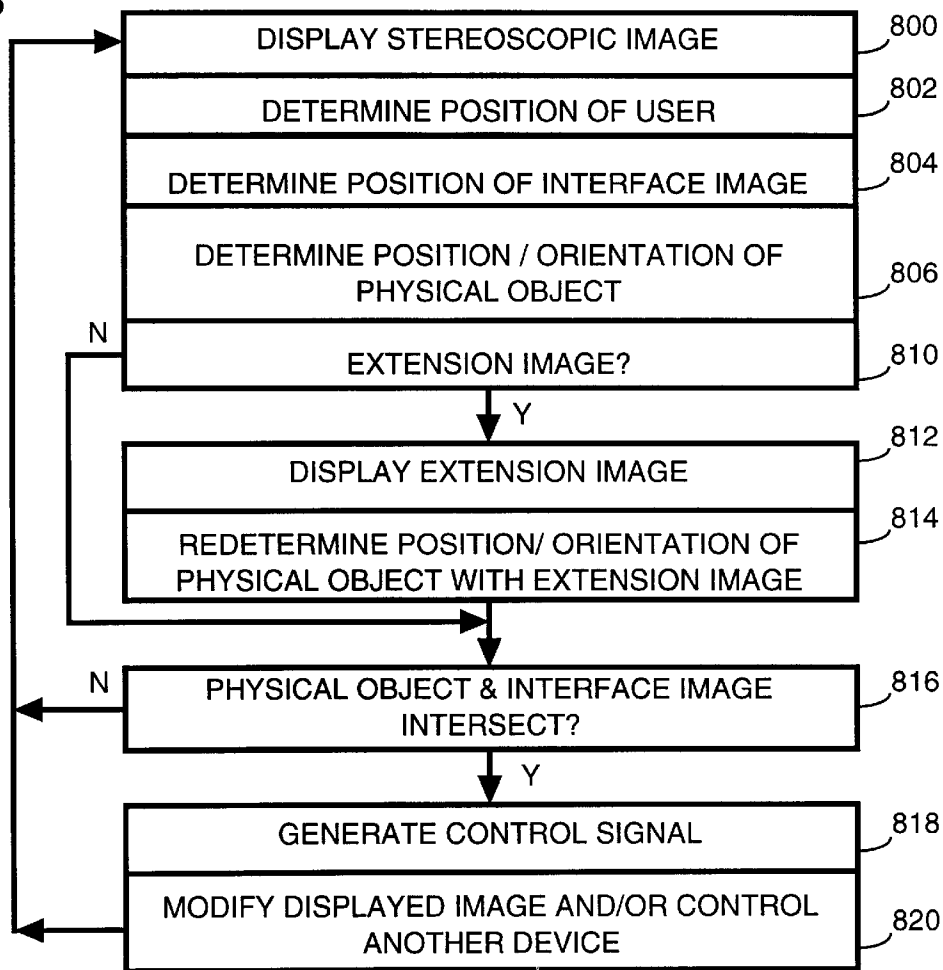 DISPLAY STEREOSCOPIC IMAGE
800
DETERMINE POSITION OF USER
802
DETERMINE POSITION OF INTERFACE IMAGE
804
DETERMINE POSITION / ORIENTATION OF
PHYSICAL OBJECT
806
N
EXTENSION IMAGE?
810
Y
812
DISPLAY EXTENSION IMAGE
814
REDETERMINE POSITION/ ORIENTATION OF
PHYSICAL OBJECT WITH EXTENSION IMAGE
N
PHYSICAL OBJECT & INTERFACE IMAGE
INTERSECT?
816
Y
GENERATE CONTROL SIGNAL
818
MODIFY DISPLAYED IMAGE AND/OR CONTROL
ANOTHER DEVICE
820